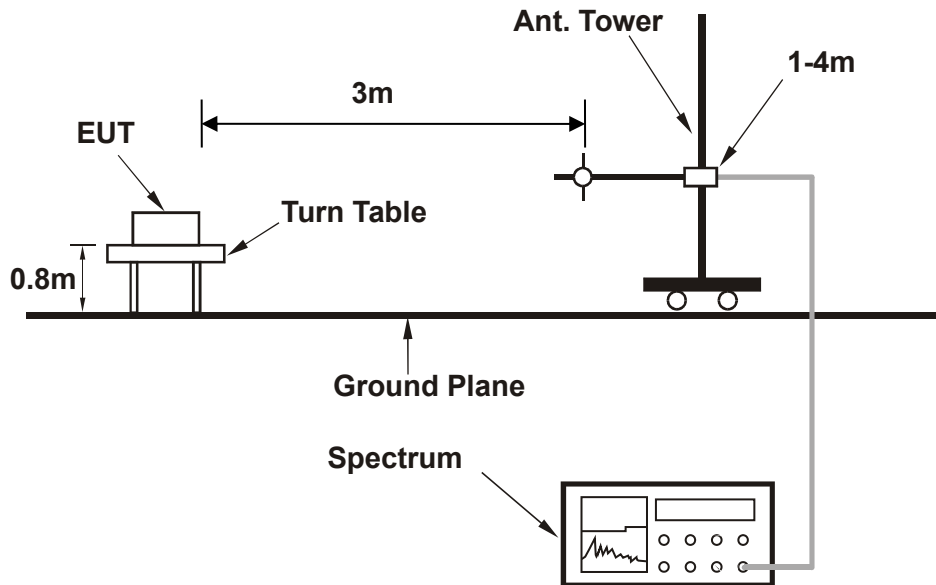 Ant. Tower
1-4m
3m
EUT
Turn Table
0.8m
Ground Plane
Spectrum